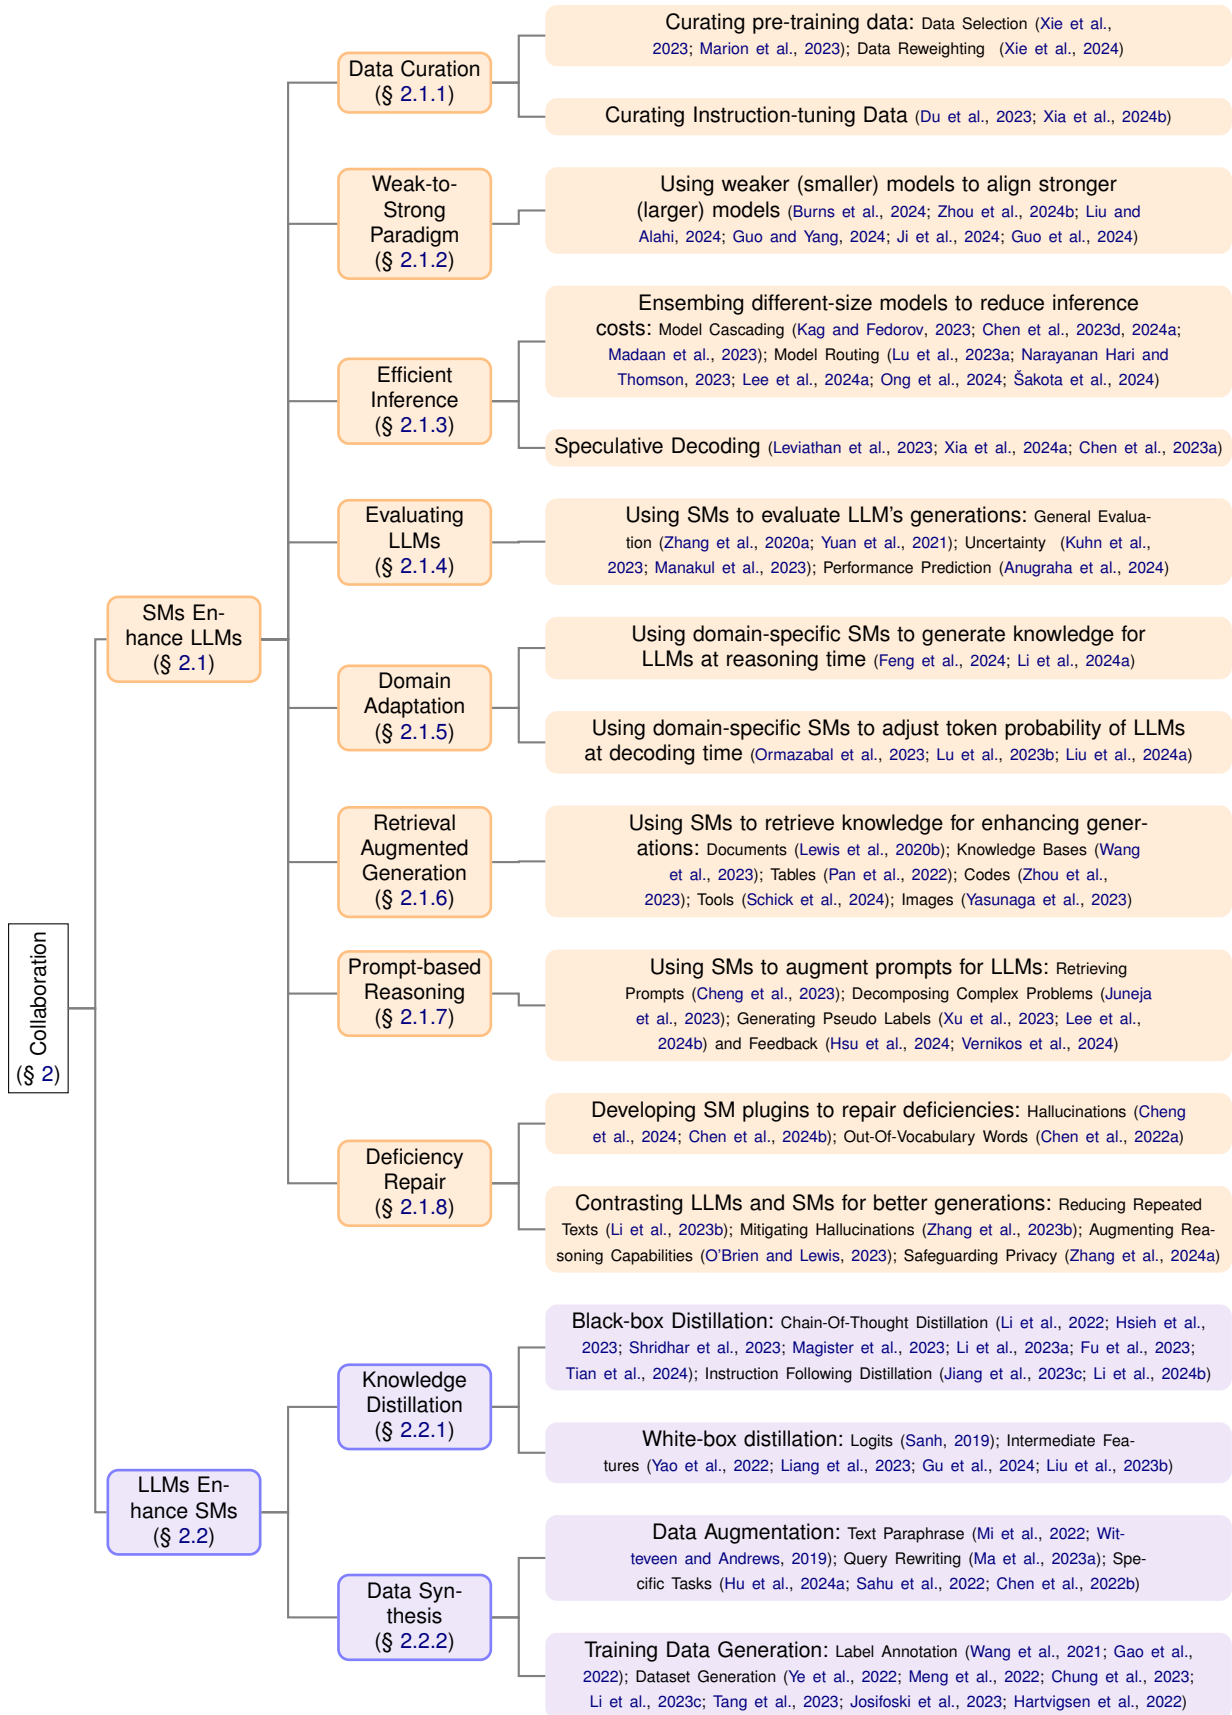 Collaboration
(§ 2)
SMs En-
hance LLMs
(§ 2.1)
Data Curation
(§ 2.1.1)
Curating pre-training data: Data Selection (Xie et al.,
2023; Marion et al., 2023); Data Reweighting (Xie et al., 2024)
Curating Instruction-tuning Data (Du et al., 2023; Xia et al., 2024b)
Weak-to-
Strong
Paradigm
(§ 2.1.2)
Using weaker (smaller) models to align stronger
(larger) models (Burns et al., 2024; Zhou et al., 2024b; Liu and
Alahi, 2024; Guo and Yang, 2024; Ji et al., 2024; Guo et al., 2024)
Efficient
Inference
(§ 2.1.3)
Ensembing different-size models to reduce inference
costs: Model Cascading (Kag and Fedorov, 2023; Chen et al., 2023d, 2024a;
Madaan et al., 2023); Model Routing (Lu et al., 2023a; Narayanan Hari and
Thomson, 2023; Lee et al., 2024a; Ong et al., 2024; Šakota et al., 2024)
Speculative Decoding (Leviathan et al., 2023; Xia et al., 2024a; Chen et al., 2023a)
Evaluating
LLMs
(§ 2.1.4)
Using SMs to evaluate LLM's generations: General Evalua-
tion (Zhang et al., 2020a; Yuan et al., 2021); Uncertainty (Kuhn et al.,
2023; Manakul et al., 2023); Performance Prediction (Anugraha et al., 2024)
Domain
Adaptation
(§ 2.1.5)
Using domain-specific SMs to generate knowledge for
LLMs at reasoning time (Feng et al., 2024; Li et al., 2024a)
Using domain-specific SMs to adjust token probability of LLMs
at decoding time (Ormazabal et al., 2023; Lu et al., 2023b; Liu et al., 2024a)
Retrieval
Augmented
Generation
(§ 2.1.6)
Using SMs to retrieve knowledge for enhancing gener-
ations: Documents (Lewis et al., 2020b); Knowledge Bases (Wang
et al., 2023); Tables (Pan et al., 2022); Codes (Zhou et al.,
2023); Tools (Schick et al., 2024); Images (Yasunaga et al., 2023)
Prompt-based
Reasoning
(§ 2.1.7)
Using SMs to augment prompts for LLMs: Retrieving
Prompts (Cheng et al., 2023); Decomposing Complex Problems (Juneja
et al., 2023); Generating Pseudo Labels (Xu et al., 2023; Lee et al.,
2024b) and Feedback (Hsu et al., 2024; Vernikos et al., 2024)
Deficiency
Repair
(§ 2.1.8)
Developing SM plugins to repair deficiencies: Hallucinations (Cheng
et al., 2024; Chen et al., 2024b); Out-Of-Vocabulary Words (Chen et al., 2022a)
Contrasting LLMs and SMs for better generations: Reducing Repeated
Texts (Li et al., 2023b); Mitigating Hallucinations (Zhang et al., 2023b); Augmenting Rea-
soning Capabilities (O'Brien and Lewis, 2023); Safeguarding Privacy (Zhang et al., 2024a)
LLMs En-
hance SMs
(§ 2.2)
Knowledge
Distillation
(§ 2.2.1)
Black-box Distillation: Chain-Of-Thought Distillation (Li et al., 2022; Hsieh et al.,
2023; Shridhar et al., 2023; Magister et al., 2023; Li et al., 2023a; Fu et al., 2023;
Tian et al., 2024); Instruction Following Distillation (Jiang et al., 2023c; Li et al., 2024b)
White-box distillation: Logits (Sanh, 2019); Intermediate Fea-
tures (Yao et al., 2022; Liang et al., 2023; Gu et al., 2024; Liu et al., 2023b)
Data Syn-
thesis
(§ 2.2.2)
Data Augmentation: Text Paraphrase (Mi et al., 2022; Wit-
teveen and Andrews, 2019); Query Rewriting (Ma et al., 2023a); Spe-
cific Tasks (Hu et al., 2024a; Sahu et al., 2022; Chen et al., 2022b)
Training Data Generation: Label Annotation (Wang et al., 2021; Gao et al.,
2022); Dataset Generation (Ye et al., 2022; Meng et al., 2022; Chung et al., 2023;
Li et al., 2023c; Tang et al., 2023; Josifoski et al., 2023; Hartvigsen et al., 2022)